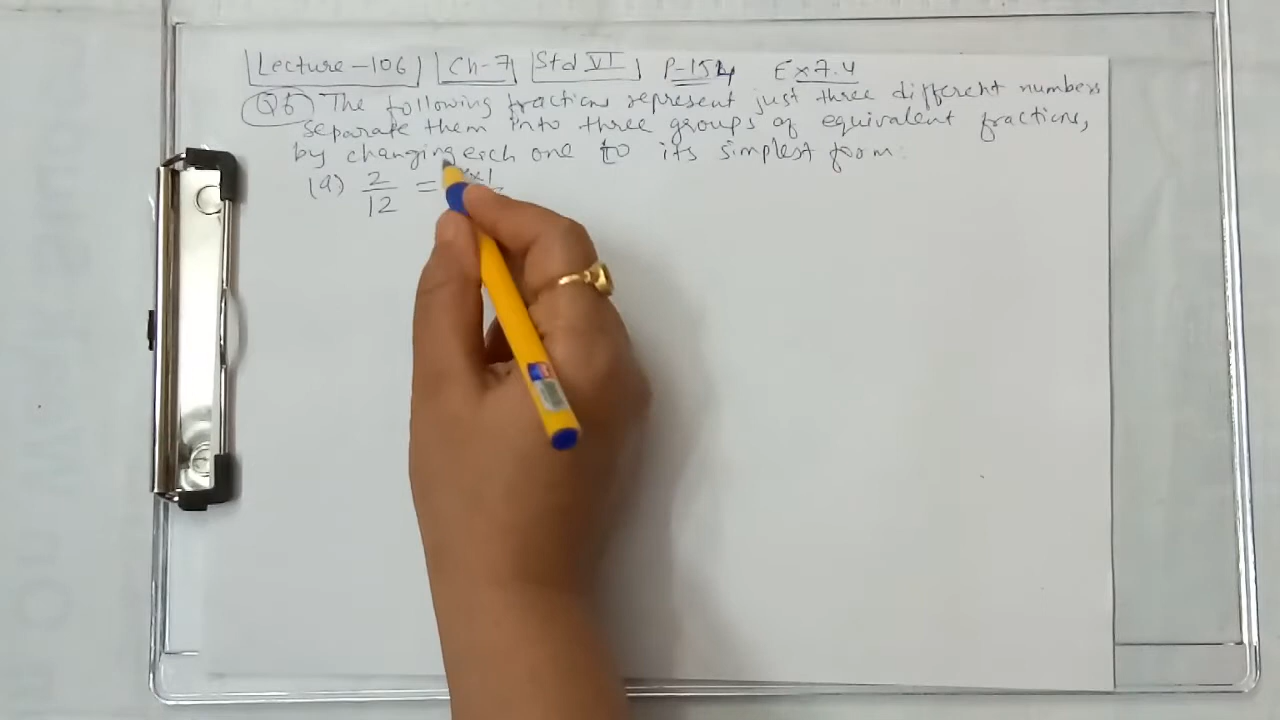 Lecture-106 Ch-7 Std VI P-154 Ex7.4
Q6 The following fractions represent just three different numbers
separate them into three groups of equivalent fractions,
by changing each one to its simplest form.
(a) 2/12 =